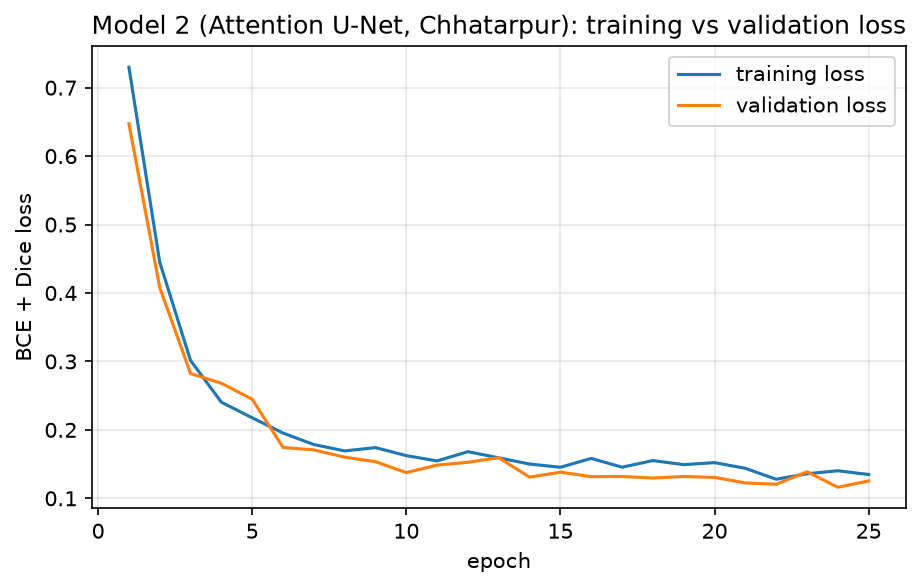 Model 2 (Attention U-Net, Chhatarpur): training vs validation loss
training loss
validation loss
BCE + Dice loss
0.7
0.6
0.5
0.4
0.3
0.2
0.1
0 5 10 15 20 25
epoch